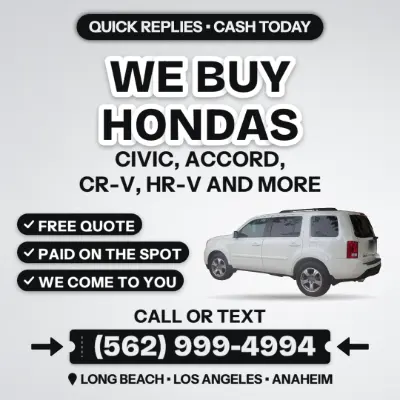 QUICK REPLIES • CASH TODAY
WE BUY
HONDAS
CIVIC, ACCORD,
CR-V, HR-V AND MORE
FREE QUOTE
PAID ON THE SPOT
WE COME TO YOU
CALL OR TEXT
(562) 999-4994
LONG BEACH • LOS ANGELES • ANAHEIM